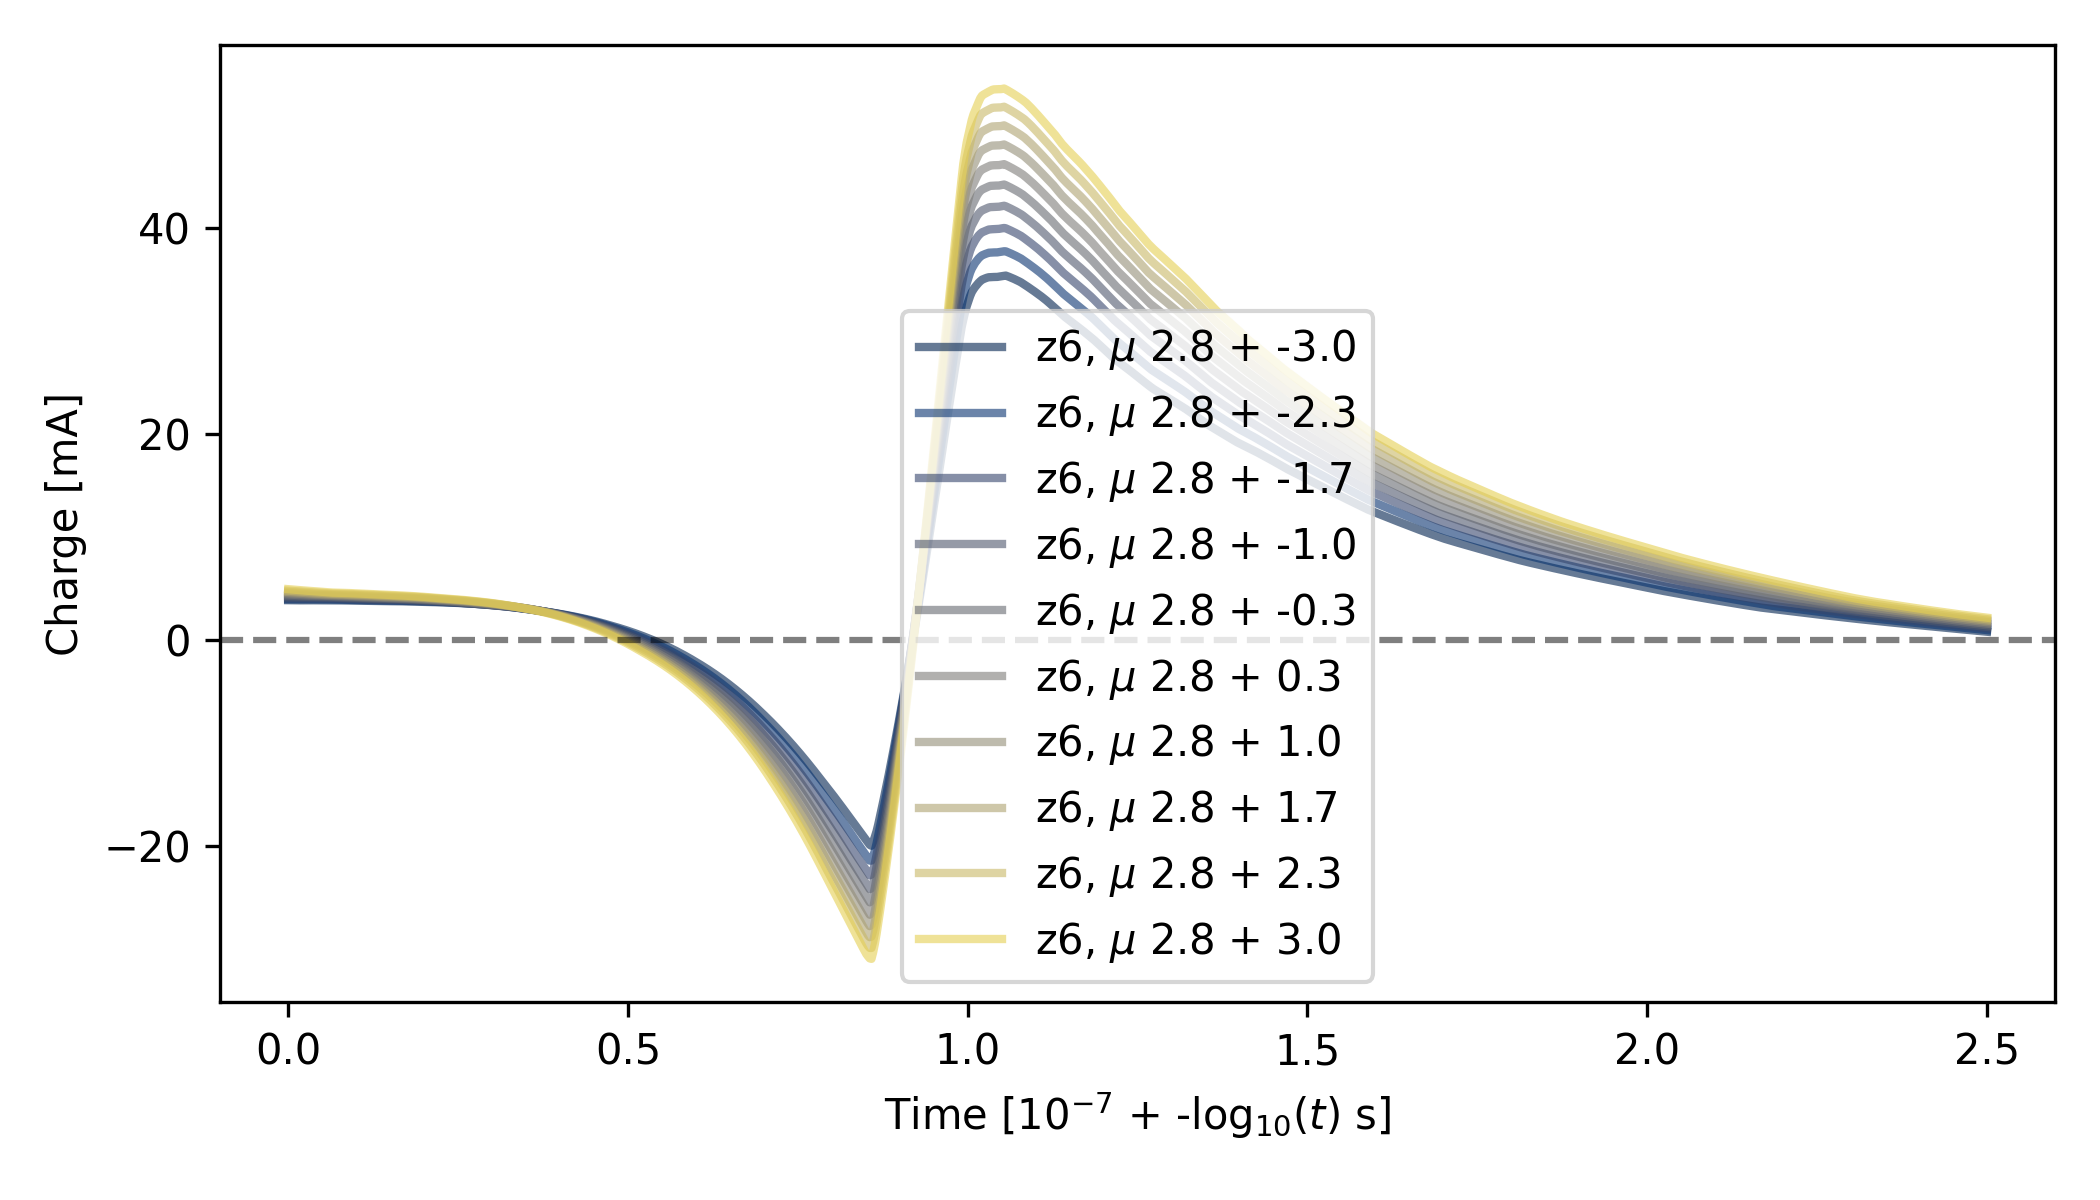 Charge [mA]
40
20
0
−20
z6, μ 2.8 + -3.0
z6, μ 2.8 + -2.3
z6, μ 2.8 + -1.7
z6, μ 2.8 + -1.0
z6, μ 2.8 + -0.3
z6, μ 2.8 + 0.3
z6, μ 2.8 + 1.0
z6, μ 2.8 + 1.7
z6, μ 2.8 + 2.3
z6, μ 2.8 + 3.0
0.0 0.5 1.0 1.5 2.0 2.5
Time [10⁻⁷ + -log₁₀(t) s]